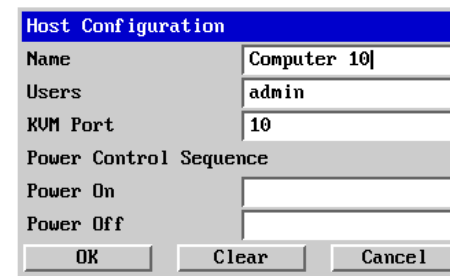 Host Configuration
Name Computer 10
Users admin
KVM Port 10
Power Control Sequence
Power On
Power Off
OK Clear Cancel